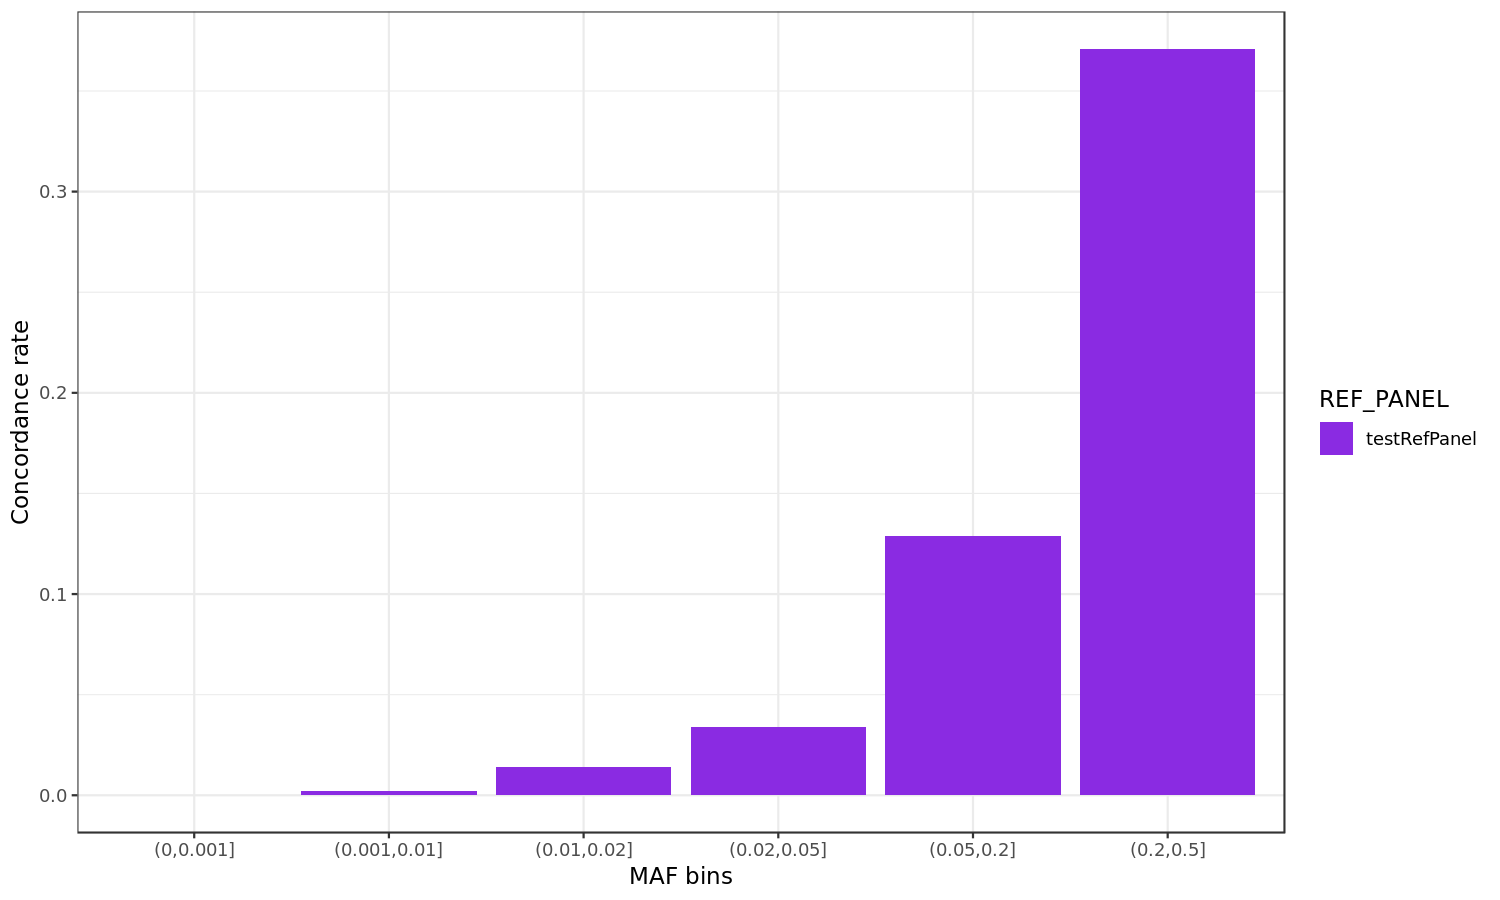 Concordance rate
0.3
0.2
0.1
0.0
(0,0.001]
(0.001,0.01]
(0.01,0.02]
(0.02,0.05]
(0.05,0.2]
(0.2,0.5]
MAF bins
REF_PANEL
testRefPanel